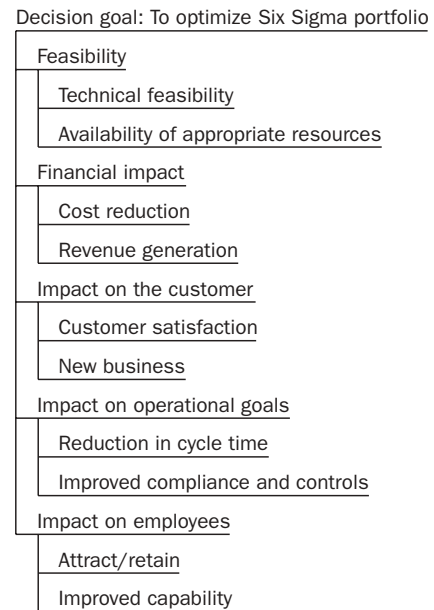 Decision goal: To optimize Six Sigma portfolio
Feasibility
Technical feasibility
Availability of appropriate resources
Financial impact
Cost reduction
Revenue generation
Impact on the customer
Customer satisfaction
New business
Impact on operational goals
Reduction in cycle time
Improved compliance and controls
Impact on employees
Attract/retain
Improved capability